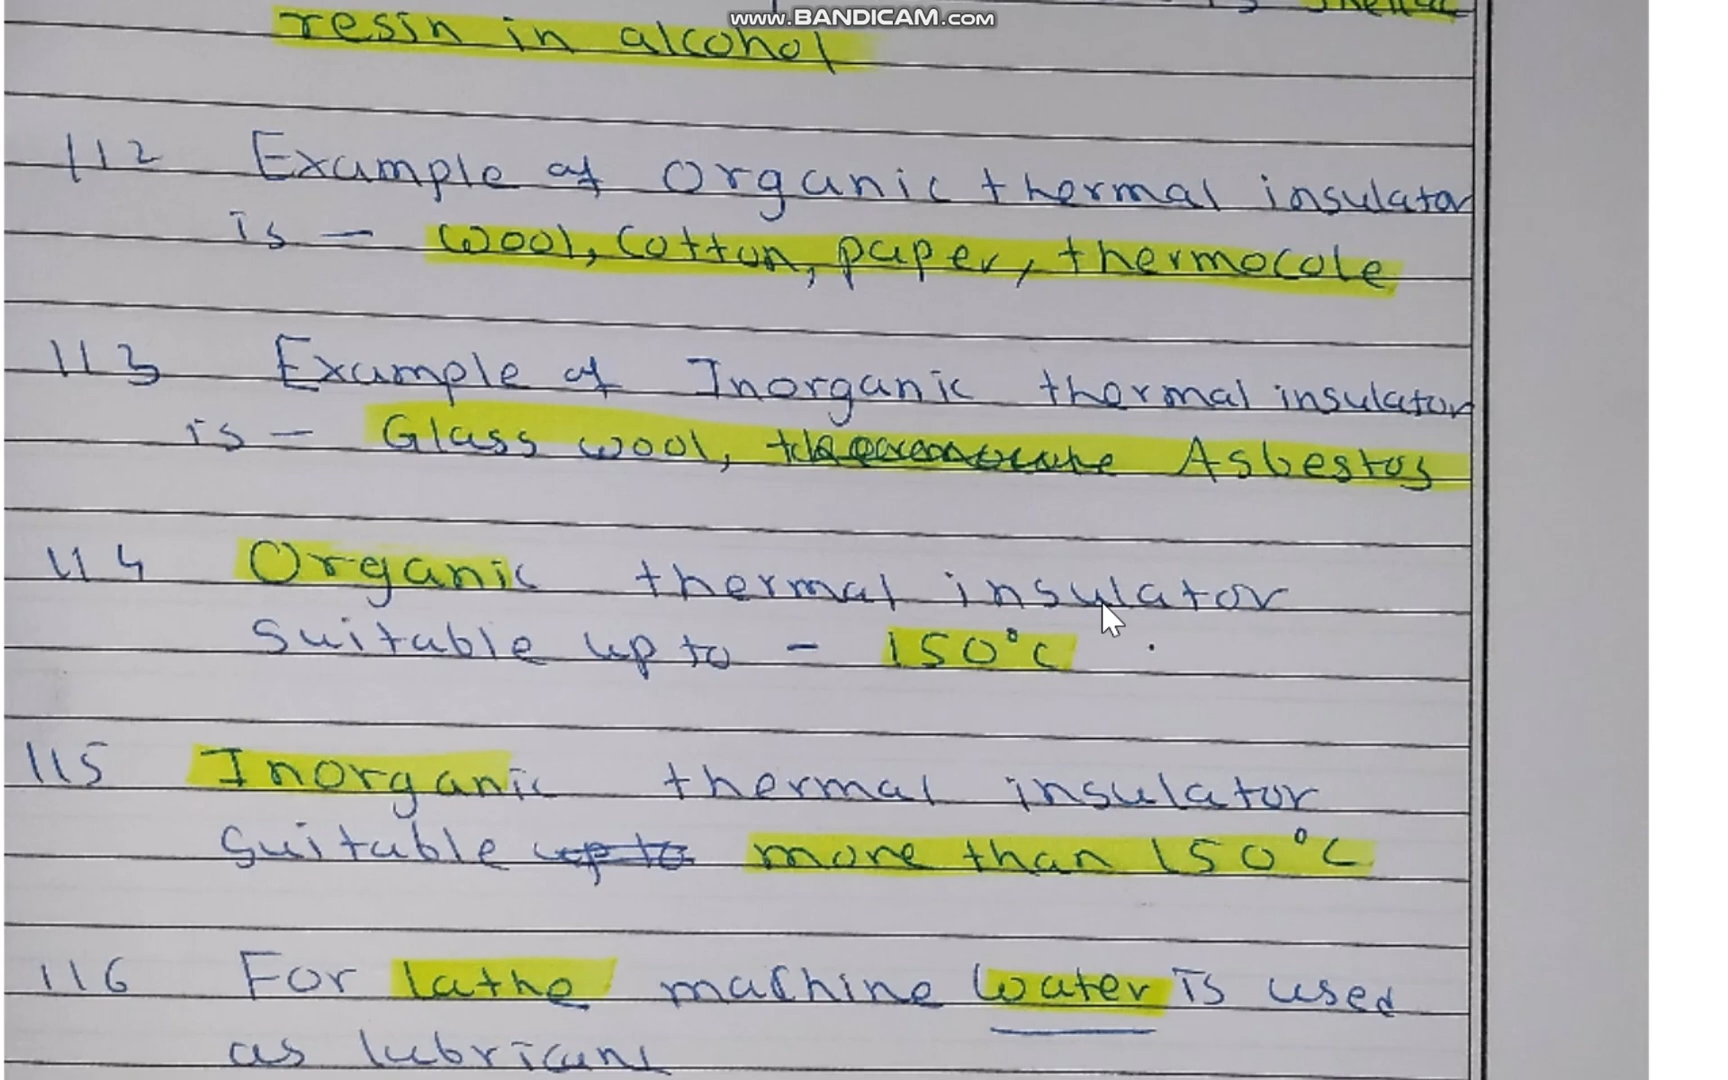 www.BANDICAM.com
resin in alcohol
112 Example of Organic thermal insulator
is - wool, Cotton, paper, thermocole
113 Example of Inorganic thermal insulator
is - Glass wool, Asbestos
114 Organic thermal insulator
suitable up to - 150°C .
115 Inorganic thermal insulator
Suitable up to more than 150°C
116 For lathe machine water is used
as lubricant